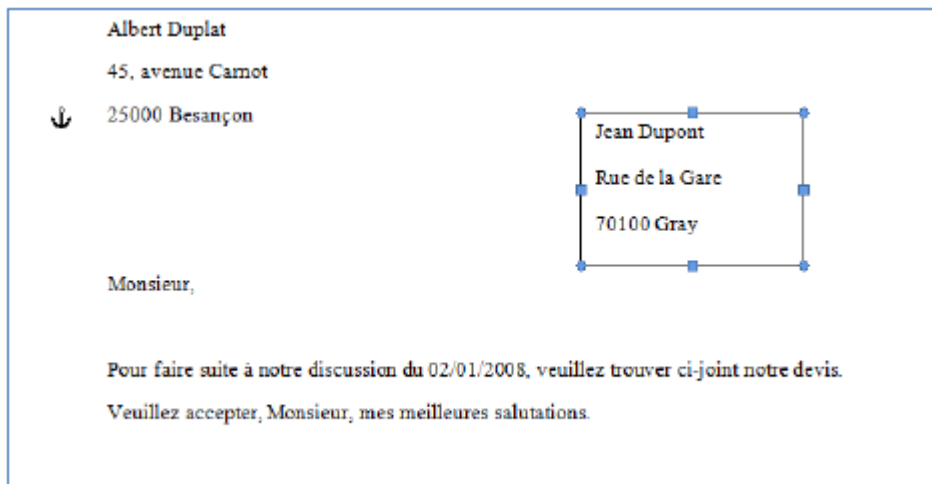 Albert Duplat
45, avenue Carnot
25000 Besançon
Jean Dupont
Rue de la Gare
70100 Gray
Monsieur,
Pour faire suite à notre discussion du 02/01/2008, veuillez trouver ci-joint notre devis.
Veuillez accepter, Monsieur, mes meilleures salutations.